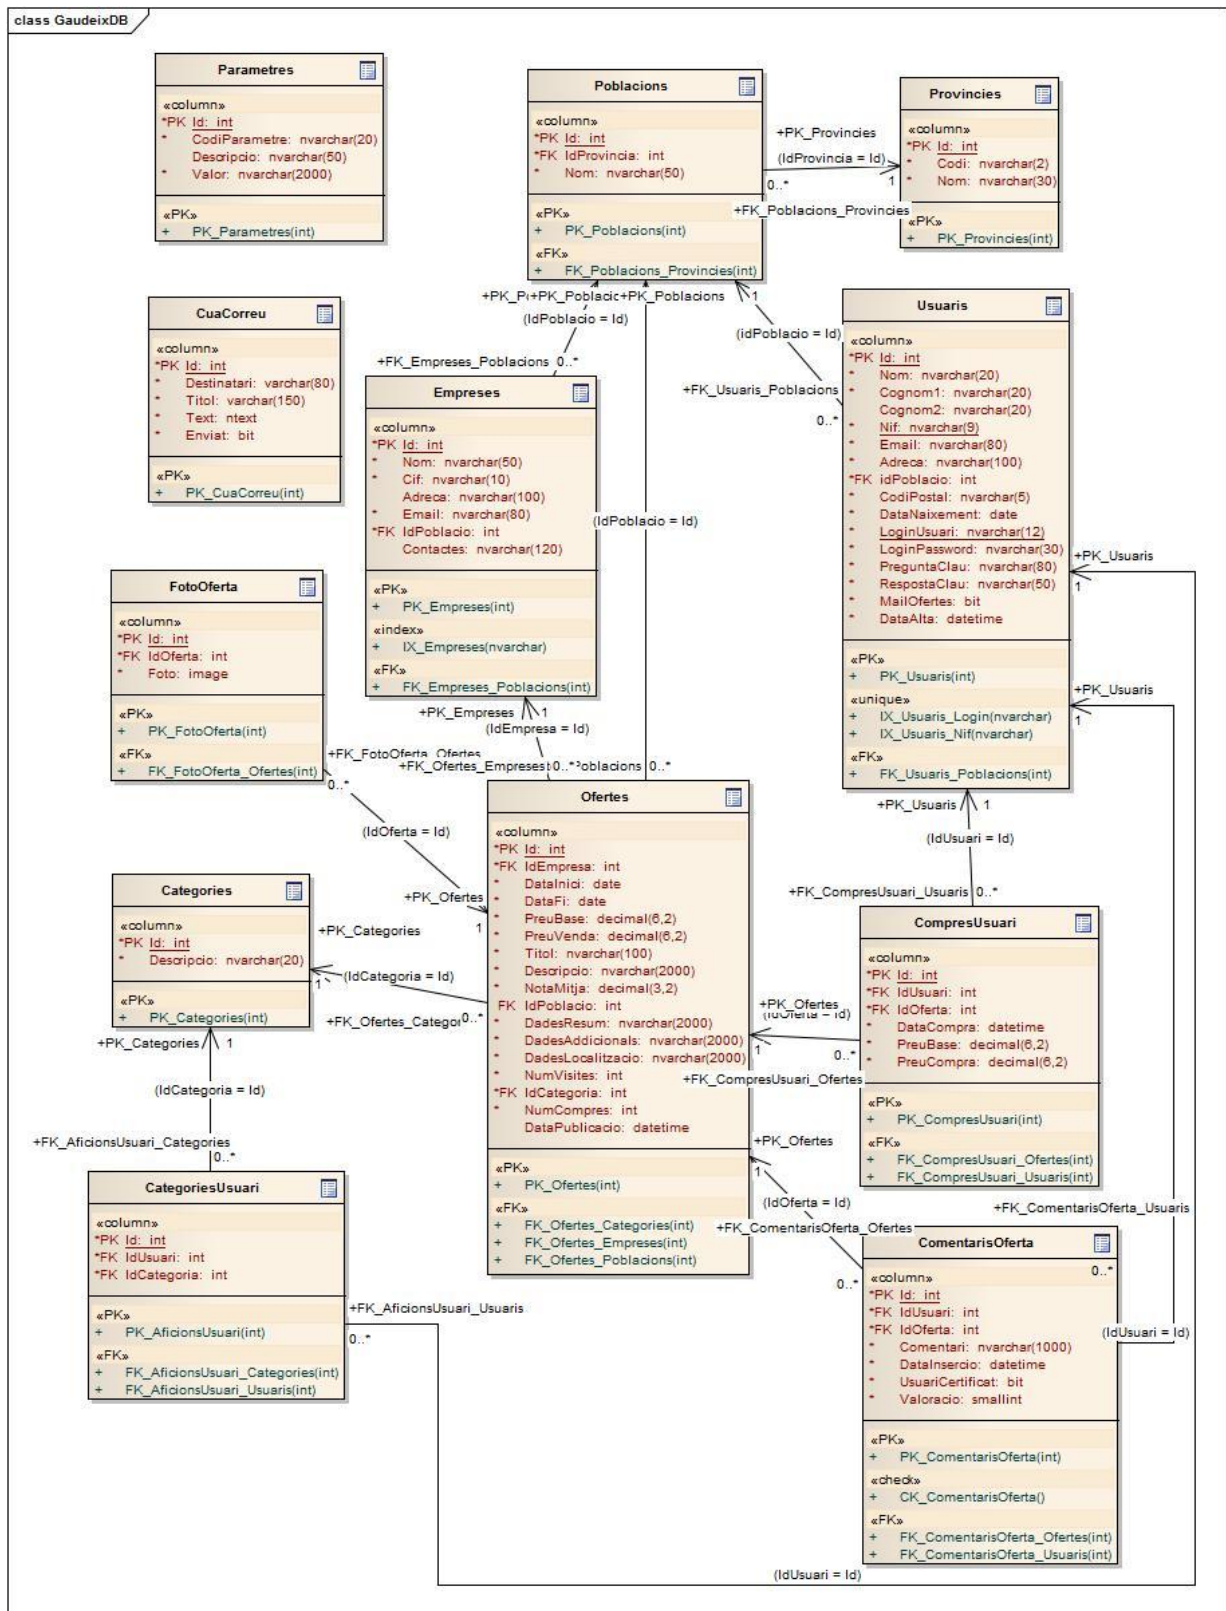 class GaudeixDB
Parametres
«column»
*PK Id: int
* CodiParametre: nvarchar(20)
Descripcio: nvarchar(50)
* Valor: nvarchar(2000)
«PK»
+ PK_Parametres(int)
Poblacions
«column»
*PK Id: int
*FK IdProvincia: int
* Nom: nvarchar(50)
«PK»
+ PK_Poblacions(int)
«FK»
+ FK_Poblacions_Provincies(int)
+PK_Provincies
(IdProvincia = Id)
0..*
1
+FK_Poblacions_Provincies
Provincies
«column»
*PK Id: int
* Codi: nvarchar(2)
* Nom: nvarchar(30)
«PK»
+ PK_Provincies(int)
CuaCorreu
«column»
*PK Id: int
* Destinatari: varchar(80)
* Titol: varchar(150)
* Text: ntext
* Enviat: bit
«PK»
+ PK_CuaCorreu(int)
+PK_P
+PK_Poblacic
+PK_Poblacions
1
(IdPoblacio = Id)
(idPoblacio = Id)
+FK_Empreses_Poblacions 0..*
+FK_Usuaris_Poblacions
0..*
Empreses
«column»
*PK Id: int
* Nom: nvarchar(50)
* Cif: nvarchar(10)
Adreca: nvarchar(100)
* Email: nvarchar(80)
*FK IdPoblacio: int
Contactes: nvarchar(120)
«PK»
+ PK_Empreses(int)
«index»
+ IX_Empreses(nvarchar)
«FK»
+ FK_Empreses_Poblacions(int)
(IdPoblacio = Id)
Usuaris
«column»
*PK Id: int
* Nom: nvarchar(20)
* Cognom1: nvarchar(20)
Cognom2: nvarchar(20)
* Nif: nvarchar(9)
* Email: nvarchar(80)
* Adreca: nvarchar(100)
*FK idPoblacio: int
* CodiPostal: nvarchar(5)
* DataNaixement: date
* LoginUsuari: nvarchar(12)
* LoginPassword: nvarchar(30)
* PreguntaClau: nvarchar(80)
* RespostaClau: nvarchar(50)
* MailOfertes: bit
* DataAlta: datetime
«PK»
+ PK_Usuaris(int)
«unique»
+ IX_Usuaris_Login(nvarchar)
+ IX_Usuaris_Nif(nvarchar)
«FK»
+ FK_Usuaris_Poblacions(int)
+PK_Usuaris
1
+PK_Usuaris
1
FotoOferta
«column»
*PK Id: int
*FK IdOferta: int
* Foto: image
«PK»
+ PK_FotoOferta(int)
«FK»
+ FK_FotoOferta_Ofertes(int)
+PK_Empreses 1
(IdEmpresa = Id)
+FK_FotoOferta_Ofertes
0..*
+FK_Ofertes_Empreses
0..*
Poblacions 0..*
(IdOferta = Id)
+PK_Ofertes
1
+PK_Usuaris 1
(IdUsuari = Id)
+FK_CompresUsuari_Usuaris 0..*
Ofertes
«column»
*PK Id: int
*FK IdEmpresa: int
* DataInici: date
* DataFi: date
* PreuBase: decimal(6,2)
* PreuVenda: decimal(6,2)
* Titol: nvarchar(100)
* Descripcio: nvarchar(2000)
* NotaMitja: decimal(3,2)
FK IdPoblacio: int
* DadesResum: nvarchar(2000)
* DadesAddicionals: nvarchar(2000)
* DadesLocalitzacio: nvarchar(2000)
* NumVisites: int
*FK IdCategoria: int
* NumCompres: int
DataPublicacio: datetime
«PK»
+ PK_Ofertes(int)
«FK»
+ FK_Ofertes_Categories(int)
+ FK_Ofertes_Empreses(int)
+ FK_Ofertes_Poblacions(int)
Categories
«column»
*PK Id: int
* Descripcio: nvarchar(20)
«PK»
+ PK_Categories(int)
+PK_Categories
(IdCategoria = Id)
1
0..*
+FK_Ofertes_Categor
+PK_Categories 1
(IdCategoria = Id)
+FK_AficionsUsuari_Categories
0..*
CompresUsuari
«column»
*PK Id: int
*FK IdUsuari: int
*FK IdOferta: int
* DataCompra: datetime
* PreuBase: decimal(6,2)
* PreuCompra: decimal(6,2)
«PK»
+ PK_CompresUsuari(int)
«FK»
+ FK_CompresUsuari_Ofertes(int)
+ FK_CompresUsuari_Usuaris(int)
+PK_Ofertes
(IdOferta = Id)
1
0..*
+FK_CompresUsuari_Ofertes
+PK_Ofertes
1
(IdOferta = Id)
+FK_ComentarisOferta_Ofertes
0..*
+FK_ComentarisOferta_Usuaris
0..*
(IdUsuari = Id)
CategoriesUsuari
«column»
*PK Id: int
*FK IdUsuari: int
*FK IdCategoria: int
«PK»
+ PK_AficionsUsuari(int)
«FK»
+ FK_AficionsUsuari_Categories(int)
+ FK_AficionsUsuari_Usuaris(int)
+FK_AficionsUsuari_Usuaris
0..*
ComentarisOferta
«column»
*PK Id: int
*FK IdUsuari: int
*FK IdOferta: int
* Comentari: nvarchar(1000)
* DataInsercio: datetime
* UsuariCertificat: bit
* Valoracio: smallint
«PK»
+ PK_ComentarisOferta(int)
«check»
+ CK_ComentarisOferta()
«FK»
+ FK_ComentarisOferta_Ofertes(int)
+ FK_ComentarisOferta_Usuaris(int)
(IdUsuari = Id)